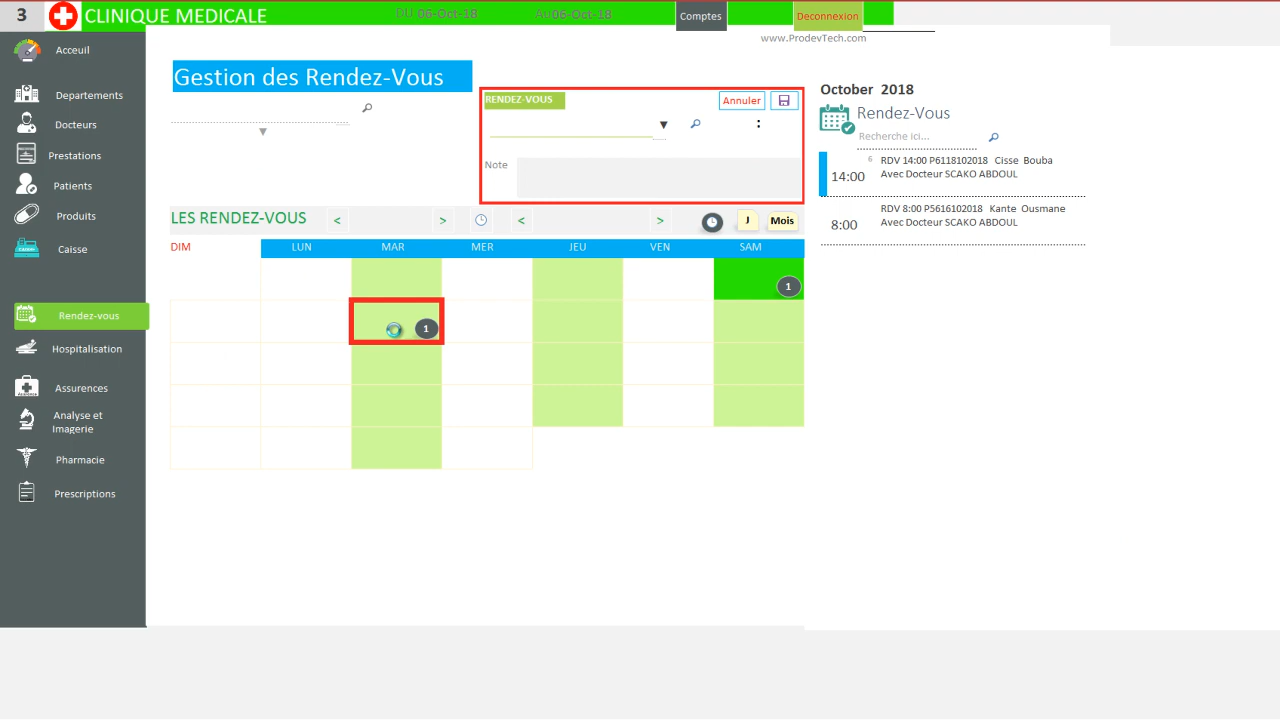 3
CLINIQUE MEDICALE
DU 06-Oct-18
AU06-Oct-18
Comptes
Deconnexion
www.ProdevTech.com
Acceuil
Departements
Docteurs
Prestations
Patients
Produits
Caisse
Rendez-vous
Hospitalisation
Assurences
Analyse et
Imagerie
Pharmacie
Prescriptions
Gestion des Rendez-Vous
RENDEZ-VOUS
Annuler
:
Note
LES RENDEZ-VOUS
< > < >
J
Mois
DIM LUN MAR MER JEU VEN SAM
1
1
October 2018
Rendez-Vous
Recherche ici...
6
RDV 14:00 P6118102018 Cisse Bouba
14:00
Avec Docteur SCAKO ABDOUL
RDV 8:00 P5616102018 Kante Ousmane
8:00
Avec Docteur SCAKO ABDOUL